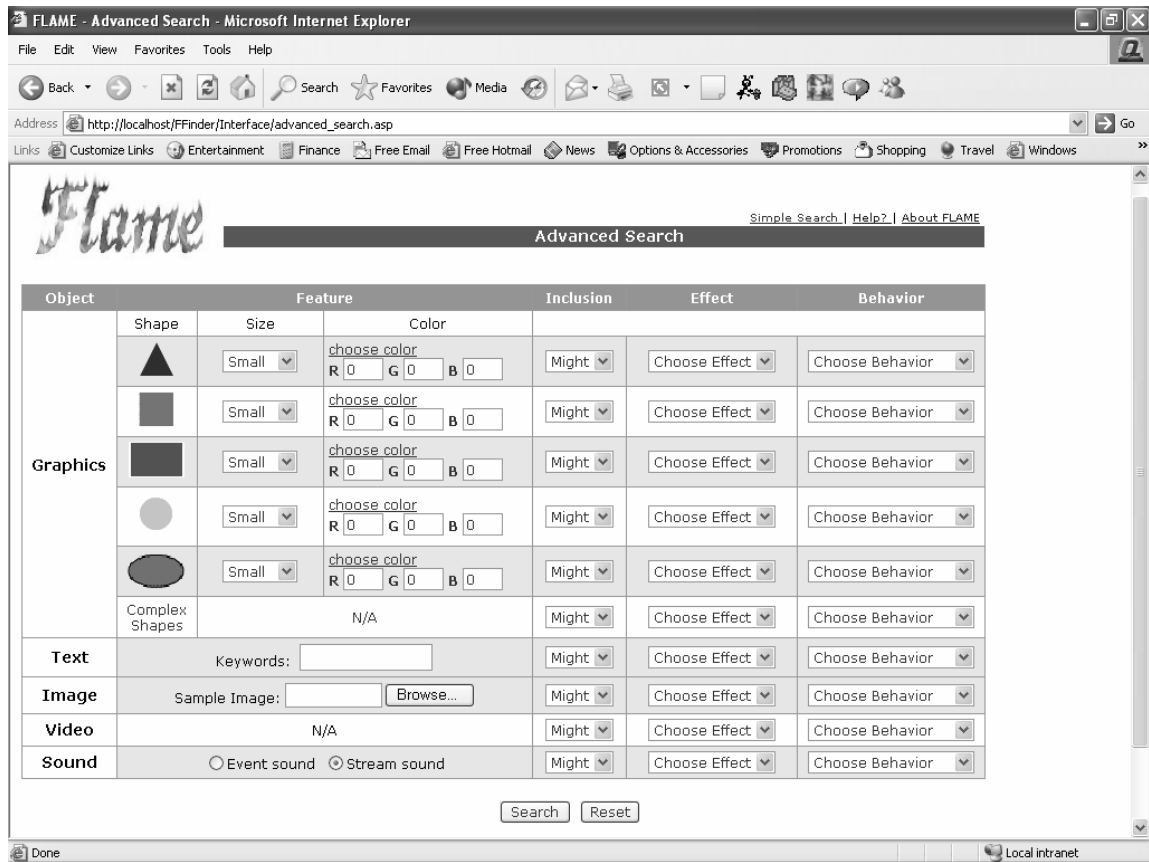 FLAME - Advanced Search - Microsoft Internet Explorer
File Edit View Favorites Tools Help
Back Search Favorites Media
Address http://localhost/FFinder/Interface/advanced_search.asp Go
Links Customize Links Entertainment Finance Free Email Free Hotmail News Options & Accessories Promotions Shopping Travel Windows »
Flame
Simple Search | Help? | About FLAME
Advanced Search
Object Feature Inclusion Effect Behavior
Shape Size Color
choose color
Small R 0 G 0 B 0 Might Choose Effect Choose Behavior
choose color
Small R 0 G 0 B 0 Might Choose Effect Choose Behavior
choose color
Graphics Small R 0 G 0 B 0 Might Choose Effect Choose Behavior
choose color
Small R 0 G 0 B 0 Might Choose Effect Choose Behavior
choose color
Small R 0 G 0 B 0 Might Choose Effect Choose Behavior
Complex
Shapes N/A Might Choose Effect Choose Behavior
Text Keywords: Might Choose Effect Choose Behavior
Image Sample Image: Browse... Might Choose Effect Choose Behavior
Video N/A Might Choose Effect Choose Behavior
Sound Event sound Stream sound Might Choose Effect Choose Behavior
Search Reset
Done Local intranet